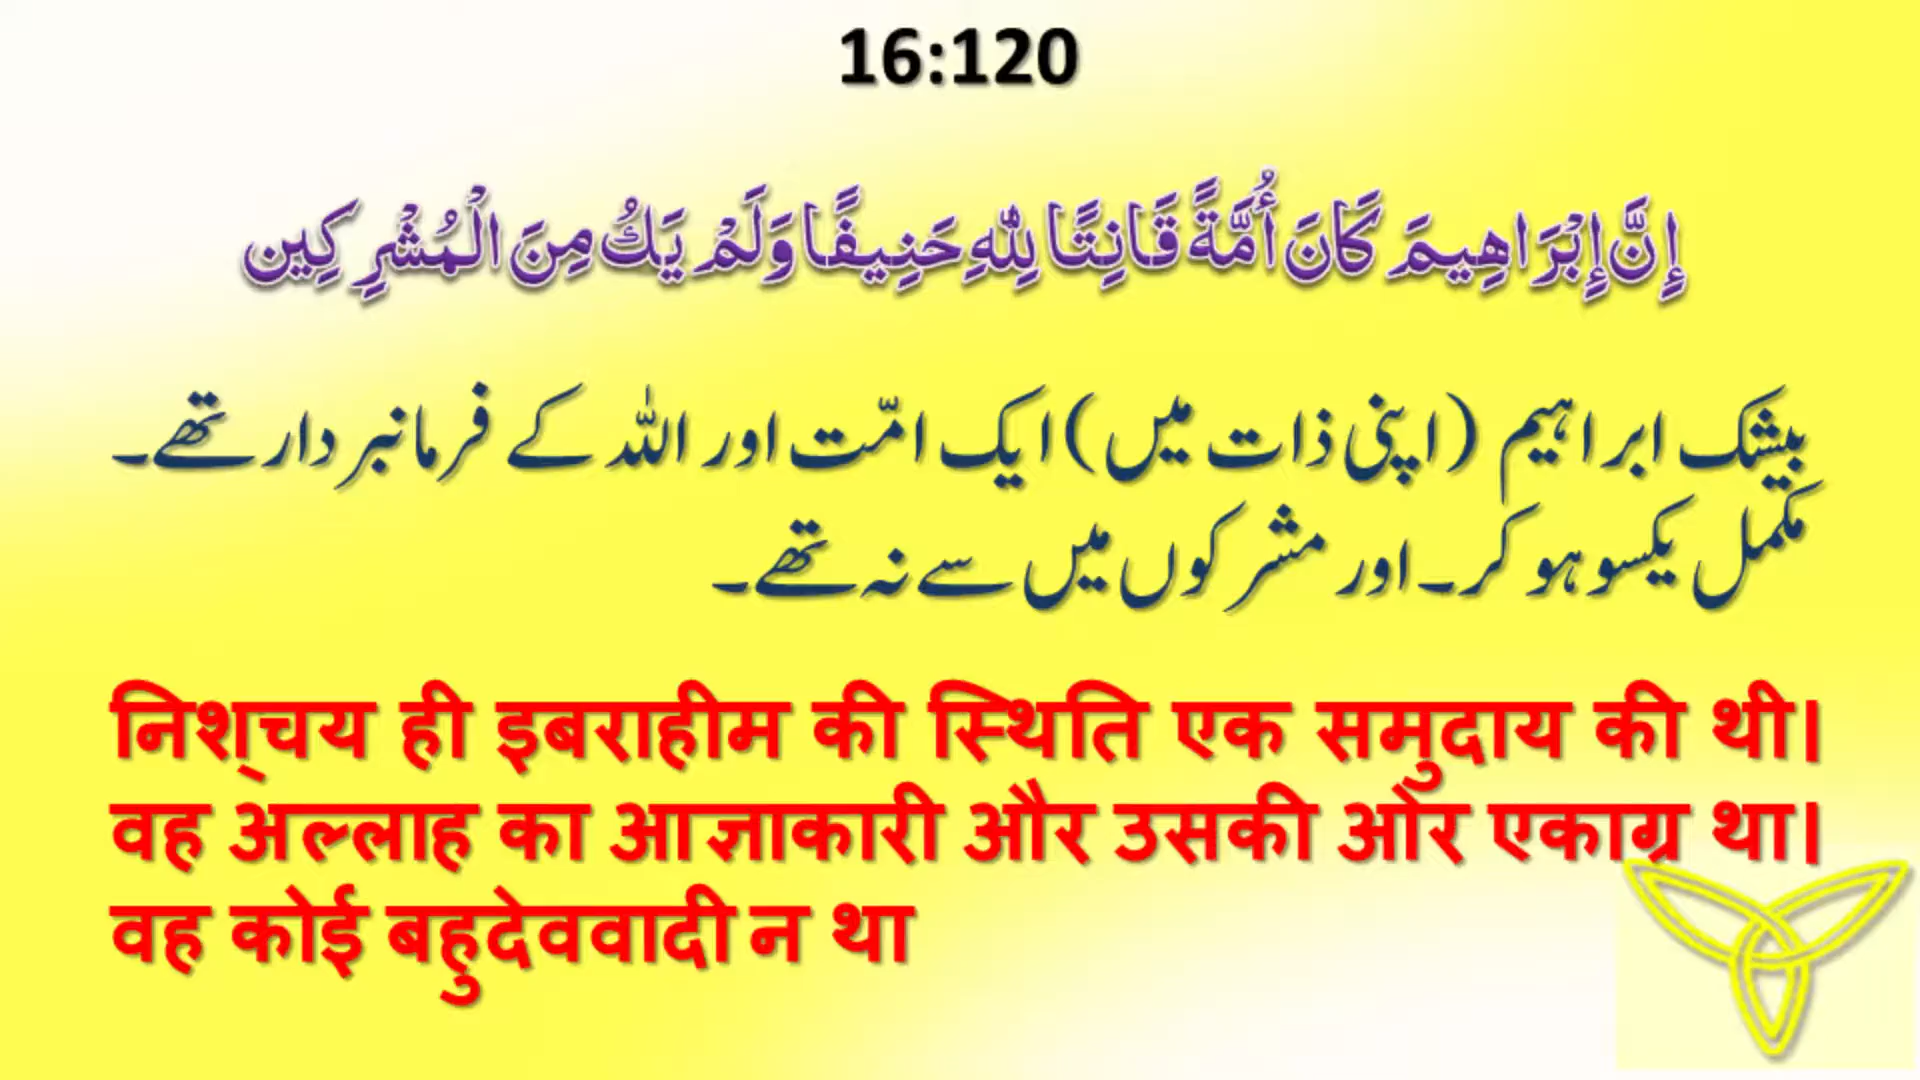 16:120
إِنَّ إِبْرَاهِيمَ كَانَ أُمَّةً قَانِتًا لِلَّهِ حَنِيفًا وَلَمْ يَكُ مِنَ الْمُشْرِكِين
بیشک ابراہیم (اپنی ذات میں) ایک امّت اور اللہ کے فرمانبردار تھے۔
مکمل یکسو ہو کر۔ اور مشرکوں میں سے نہ تھے۔
निश्‍चय ही इबराहीम की स्थिति एक समुदाय की थी।
वह अल्लाह का आज्ञाकारी और उसकी ओर एकाग्र था।
वह कोई बहुदेववादी न था